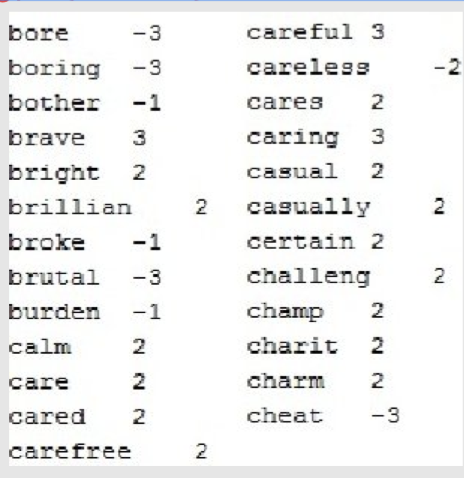 bore -3
boring -3
bother -1
brave 3
bright 2
brillian 2
broke -1
brutal -3
burden -1
calm 2
care 2
cared 2
carefree 2
careful 3
careless -2
cares 2
caring 3
casual 2
casually 2
certain 2
challeng 2
champ 2
charit 2
charm 2
cheat -3